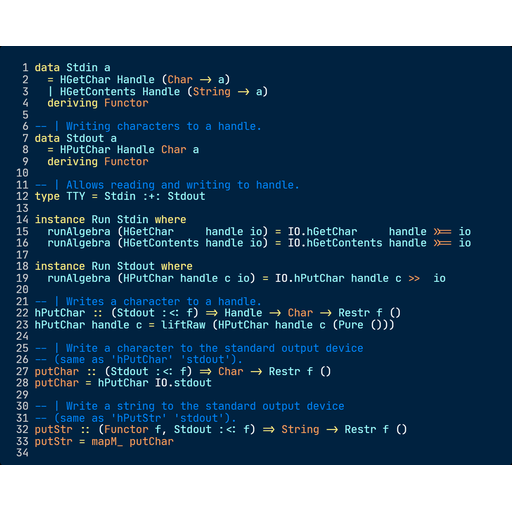 1 data Stdin a
2   = HGetChar Handle (Char → a)
3   | HGetContents Handle (String → a)
4   deriving Functor
5
6 -- | Writing characters to a handle.
7 data Stdout a
8   = HPutChar Handle Char a
9   deriving Functor
10
11 -- | Allows reading and writing to handle.
12 type TTY = Stdin :+: Stdout
13
14 instance Run Stdin where
15   runAlgebra (HGetChar     handle io) = IO.hGetChar     handle >>= io
16   runAlgebra (HGetContents handle io) = IO.hGetContents handle >>= io
17
18 instance Run Stdout where
19   runAlgebra (HPutChar handle c io) = IO.hPutChar handle c >>  io
20
21 -- | Writes a character to a handle.
22 hPutChar :: (Stdout :<: f) ⇒ Handle → Char → Restr f ()
23 hPutChar handle c = liftRaw (HPutChar handle c (Pure ()))
24
25 -- | Write a character to the standard output device
26 -- (same as 'hPutChar' 'stdout').
27 putChar :: (Stdout :<: f) ⇒ Char → Restr f ()
28 putChar = hPutChar IO.stdout
29
30 -- | Write a string to the standard output device
31 -- (same as 'hPutStr' 'stdout').
32 putStr :: (Functor f, Stdout :<: f) ⇒ String → Restr f ()
33 putStr = mapM_ putChar
34